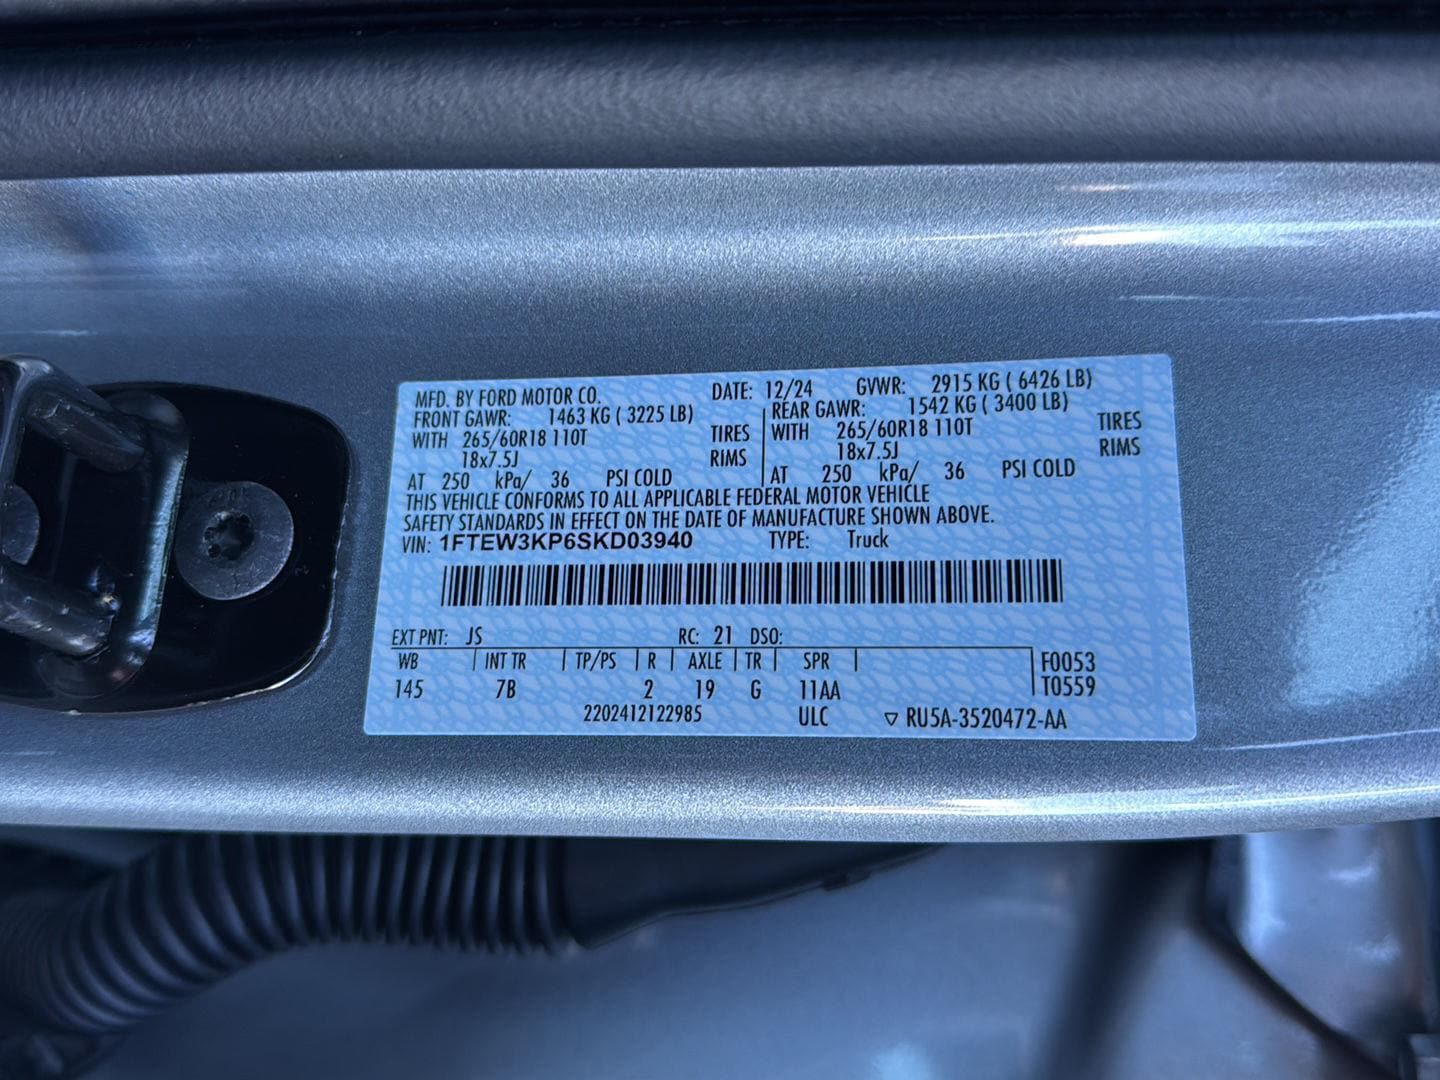 MFD. BY FORD MOTOR CO. DATE: 12/24 GVWR: 2915 KG ( 6426 LB)
FRONT GAWR: 1463 KG ( 3225 LB) REAR GAWR: 1542 KG ( 3400 LB)
WITH 265/60R18 110T TIRES WITH 265/60R18 110T TIRES
18x7.5J RIMS 18x7.5J RIMS
AT 250 kPa/ 36 PSI COLD AT 250 kPa/ 36 PSI COLD
THIS VEHICLE CONFORMS TO ALL APPLICABLE FEDERAL MOTOR VEHICLE
SAFETY STANDARDS IN EFFECT ON THE DATE OF MANUFACTURE SHOWN ABOVE.
VIN: 1FTEW3KP6SKD03940 TYPE: Truck
EXT PNT: JS RC: 21 DSO:
WB INT TR TP/PS R AXLE TR SPR F0053
145 7B 2 19 G 11AA T0559
2202412122985 ULC ▽ RU5A-3520472-AA